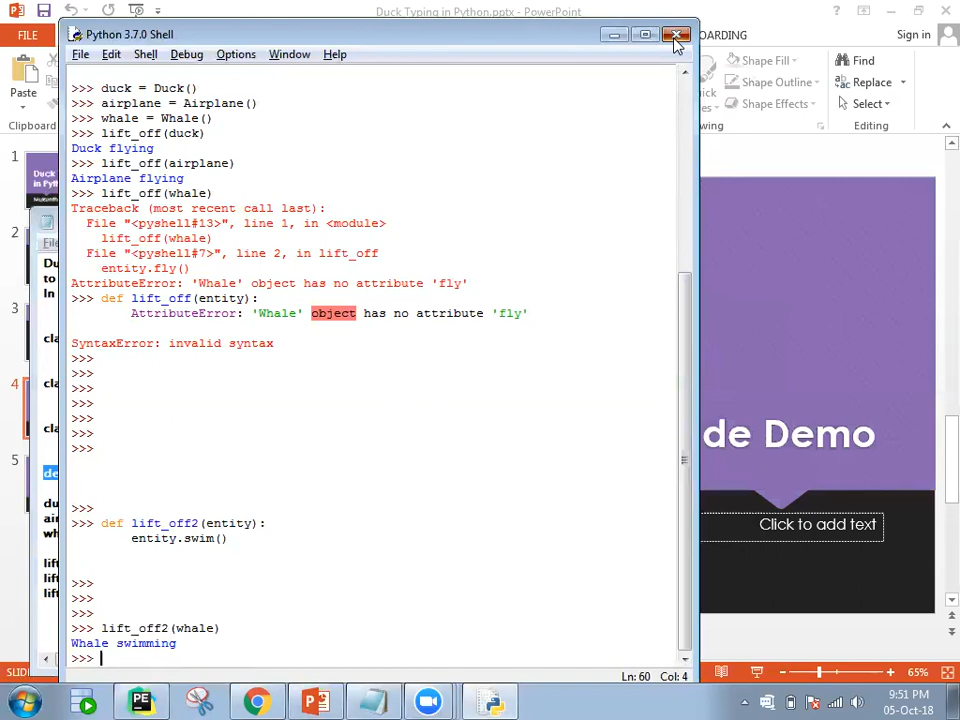 Duck Typing in Python.pptx - PowerPoint
Python 3.7.0 Shell
FILE
OARDING
Sign in
File Edit Shell Debug Options Window Help
Paste
Clipboard
Shape Fill
Shape Outline
Shape Effects
Find
Replace
Select
Editing
>>> duck = Duck()
>>> airplane = Airplane()
>>> whale = Whale()
>>> lift_off(duck)
Duck flying
>>> lift_off(airplane)
Airplane flying
>>> lift_off(whale)
Traceback (most recent call last):
File "<pyshell#13>", line 1, in <module>
lift_off(whale)
File "<pyshell#7>", line 2, in lift_off
entity.fly()
AttributeError: 'Whale' object has no attribute 'fly'
>>> def lift_off(entity):
AttributeError: 'Whale' object has no attribute 'fly'
SyntaxError: invalid syntax
>>>
>>>
>>>
>>>
>>>
>>>
>>>
>>>
>>> def lift_off2(entity):
entity.swim()
>>>
>>>
>>>
>>> lift_off2(whale)
Whale swimming
>>>
Ln: 60 Col: 4
1
2
3
4
5
de Demo
Click to add text
65%
9:51 PM
05-Oct-18